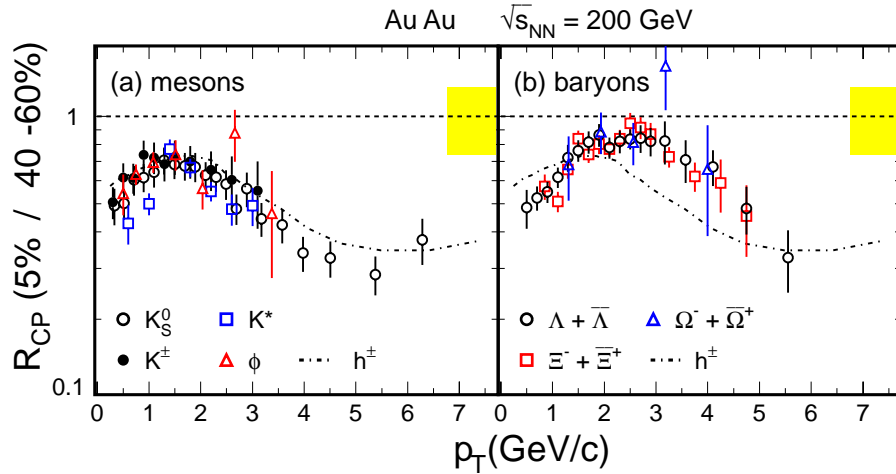 Au Au √s̅NN = 200 GeV
(a) mesons
(b) baryons
R_CP (5% / 40 -60%)
1
0.1
K⁰_S
K*
K±
ϕ
h±
Λ + Λ̅
Ω⁻ + Ω̅⁺
Ξ⁻ + Ξ̅⁺
h±
0 1 2 3 4 5 6 7
0 1 2 3 4 5 6 7
p_T(GeV/c)